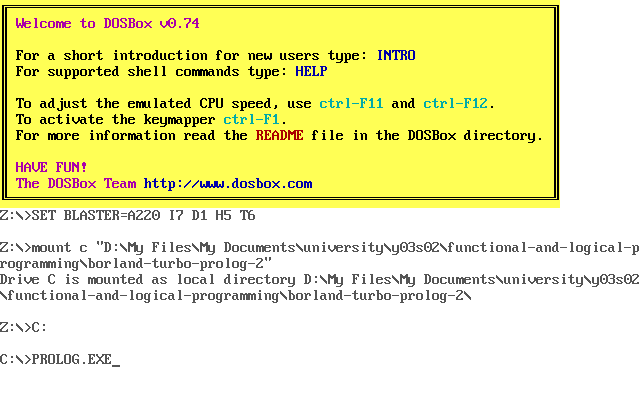 Welcome to DOSBox v0.74
For a short introduction for new users type: INTRO
For supported shell commands type: HELP
To adjust the emulated CPU speed, use ctrl-F11 and ctrl-F12.
To activate the keymapper ctrl-F1.
For more information read the README file in the DOSBox directory.
HAVE FUN!
The DOSBox Team http://www.dosbox.com
Z:\>SET BLASTER=A220 I7 D1 H5 T6
Z:\>mount c "D:\My Files\My Documents\university\y03s02\functional-and-logical-p
rogramming\borland-turbo-prolog-2"
Drive C is mounted as local directory D:\My Files\My Documents\university\y03s02
\functional-and-logical-programming\borland-turbo-prolog-2\
Z:\>C:
C:\>PROLOG.EXE_